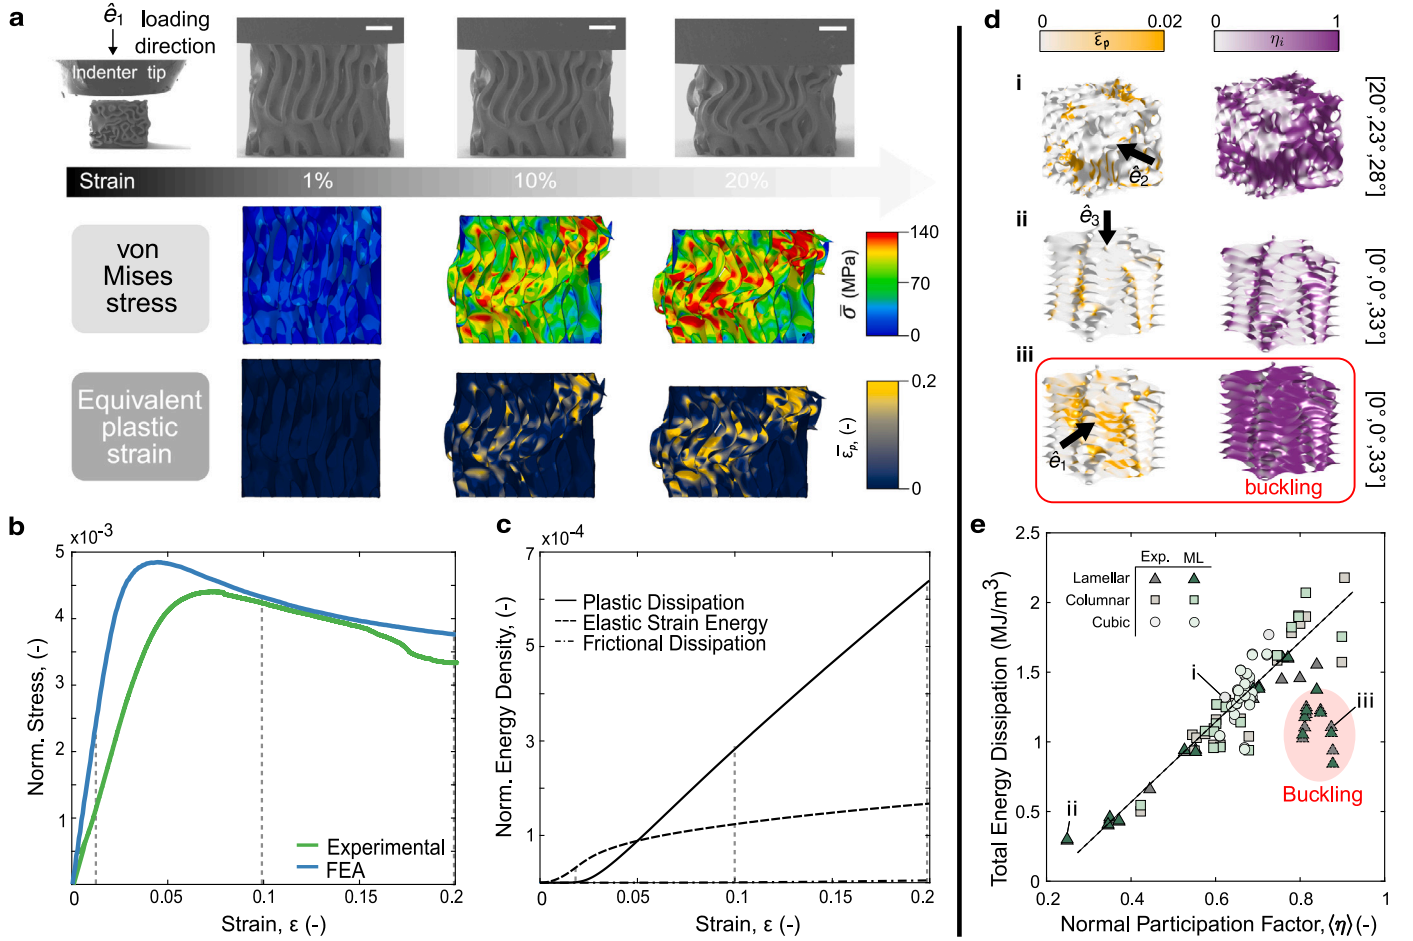 a
ê1 loading
direction
Indenter tip
Strain 1% 10% 20%
von
Mises
stress
140
70
0
σ̿ (MPa)
Equivalent
plastic
strain
0,2
0
ε̄p, (-)
b
×10-3
5
4
3
2
1
0 0.05 0.1 0.15 0.2
Norm. Stress, (-)
Strain, ε (-)
Experimental
FEA
c
×10-4
7
5
3
1
0 0.05 0.1 0.15 0.2
Norm. Energy Density, (-)
Strain, ε (-)
Plastic Dissipation
Elastic Strain Energy
Frictional Dissipation
d
0 0.02
ε̄p
0 1
ηi
i
ê2
[20°,23°,28°]
ii
ê3
[0°,0°,33°]
iii
ê1
buckling
[0°,0°,33°]
e
2.5
2
1.5
1
0.5
0
0.2 0.4 0.6 0.8 1
Total Energy Dissipation (MJ/m3)
Normal Participation Factor,⟨η⟩(-)
Exp. ML
Lamellar
Columnar
Cubic
i
ii
iii
Buckling